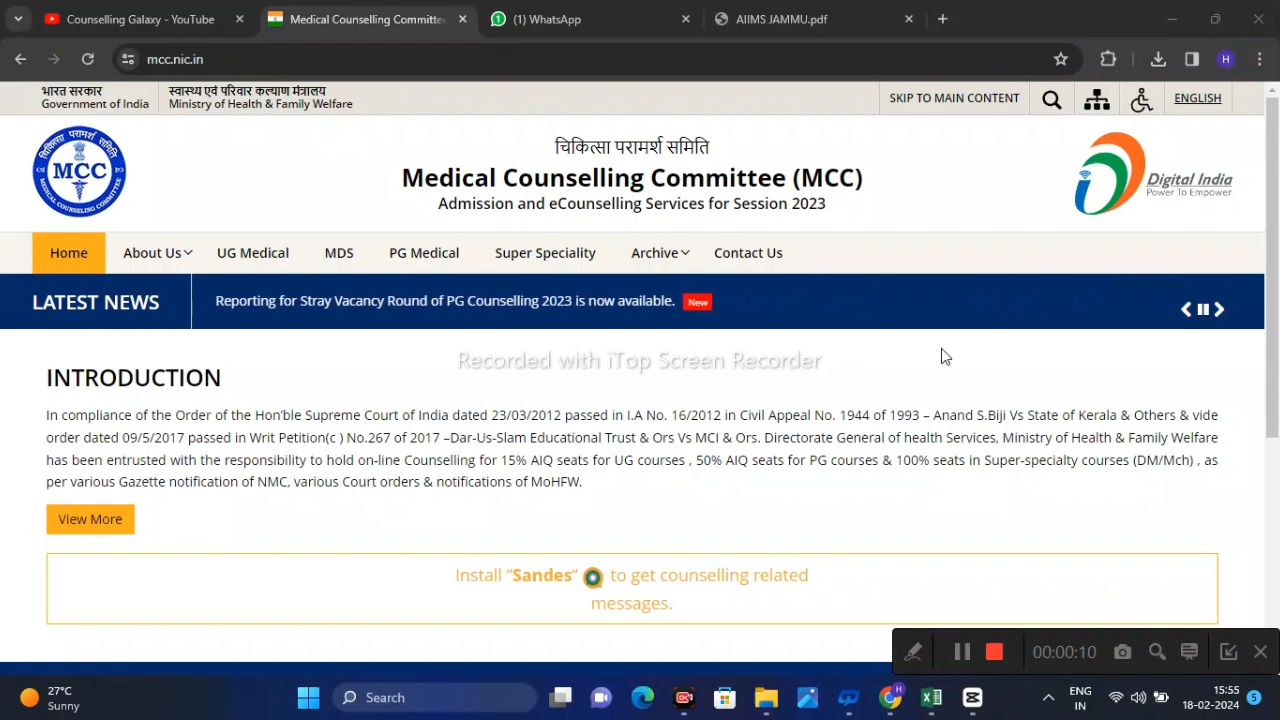 Counselling Galaxy - YouTube
Medical Counselling Committe
(1) WhatsApp
AIIMS JAMMU.pdf
mcc.nic.in
H
भारत सरकार
Government of India
स्वास्थ्य एवं परिवार कल्याण मंत्रालय
Ministry of Health & Family Welfare
SKIP TO MAIN CONTENT
ENGLISH
चिकित्सा परामर्श समिति
MCC
MEDICAL COUNSELING COMMITTEE
चिकित्सा परामर्श समिति
Medical Counselling Committee (MCC)
Admission and eCounselling Services for Session 2023
Digital India
Power To Empower
Home
About Us
UG Medical
MDS
PG Medical
Super Speciality
Archive
Contact Us
LATEST NEWS
Reporting for Stray Vacancy Round of PG Counselling 2023 is now available. New
Recorded with iTop Screen Recorder
INTRODUCTION
In compliance of the Order of the Hon'ble Supreme Court of India dated 23/03/2012 passed in I.A No. 16/2012 in Civil Appeal No. 1944 of 1993 – Anand S.Biji Vs State of Kerala & Others & vide
order dated 09/5/2017 passed in Writ Petition(c ) No.267 of 2017 –Dar-Us-Slam Educational Trust & Ors Vs MCI & Ors. Directorate General of health Services, Ministry of Health & Family Welfare
has been entrusted with the responsibility to hold on-line Counselling for 15% AIQ seats for UG courses , 50% AIQ seats for PG courses & 100% seats in Super-specialty courses (DM/Mch) , as
per various Gazette notification of NMC, various Court orders & notifications of MoHFW.
View More
Install “Sandes“ to get counselling related
messages.
00:00:10
27°C
Sunny
Search
H
ENG
IN
15:55
18-02-2024
5